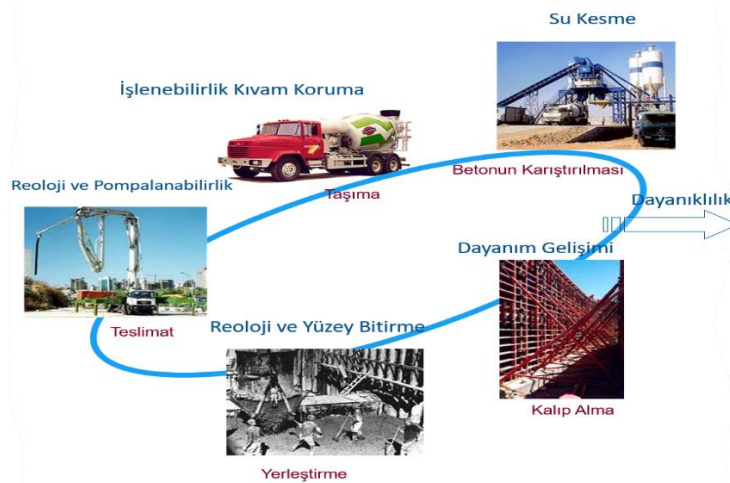 Su Kesme
İşlenebilirlik Kıvam Koruma
Betonun Karıştırılması
Taşıma
Reoloji ve Pompalanabilirlik
Dayanıklılık
Dayanım Gelişimi
Teslimat
Reoloji ve Yüzey Bitirme
Kalıp Alma
Yerleştirme